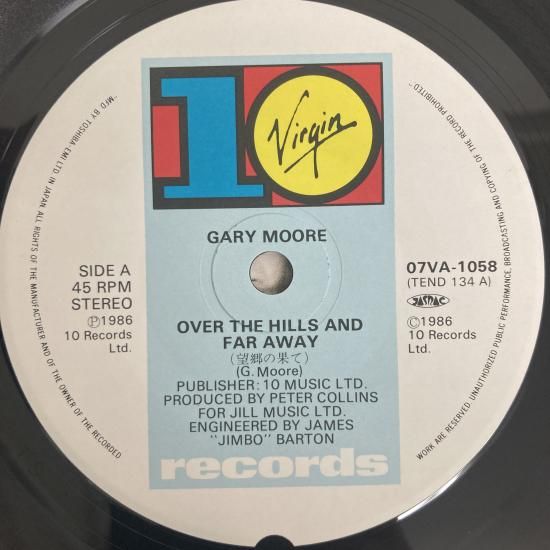 10
Virgin
GARY MOORE
SIDE A
45 RPM
STEREO
Ⓟ1986
10 Records
Ltd.
07VA-1058
(TEND 134 A)
JASRAC
©1986
10 Records
Ltd.
OVER THE HILLS AND
FAR AWAY
(望郷の果て)
(G. Moore)
PUBLISHER: 10 MUSIC LTD.
PRODUCED BY PETER COLLINS
FOR JILL MUSIC LTD.
ENGINEERED BY JAMES
"JIMBO" BARTON
records
"MFD. BY TOSHIBA EMI LTD IN JAPAN ALL RIGHTS OF THE MANUFACTURER AND OF THE OWNER OF THE RECORDED
WORK ARE RESERVED. UNAUTHORIZED PUBLIC PERFORMANCE, BROADCASTING AND COPYING OF THE RECORD PROHIBITED"